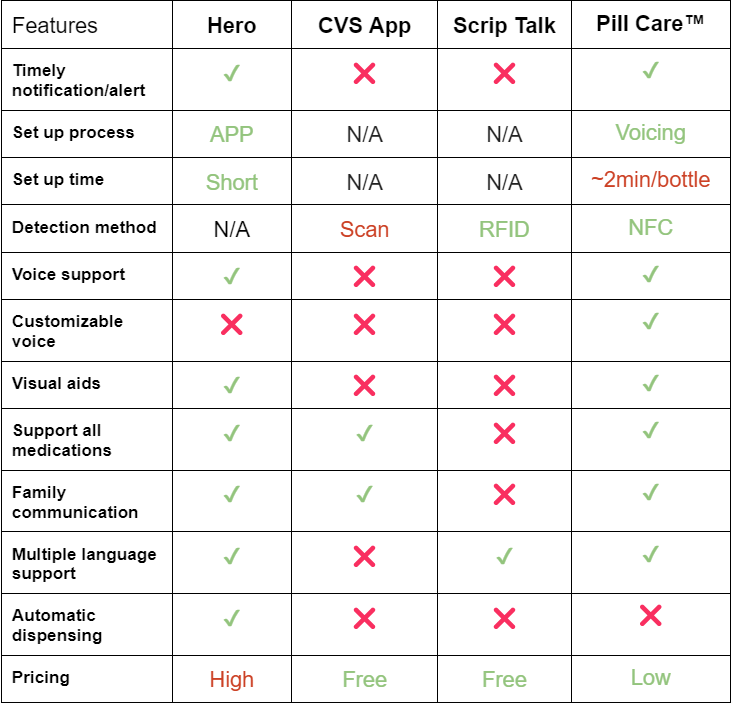 Features Hero CVS App Scrip Talk Pill Care™
Timely
notification/alert ✓ ✗ ✗ ✓
Set up process APP N/A N/A Voicing
Set up time Short N/A N/A ~2min/bottle
Detection method N/A Scan RFID NFC
Voice support ✓ ✗ ✗ ✓
Customizable
voice ✗ ✗ ✗ ✓
Visual aids ✓ ✗ ✗ ✓
Support all
medications ✓ ✓ ✗ ✓
Family
communication ✓ ✓ ✗ ✓
Multiple language
support ✓ ✗ ✓ ✓
Automatic
dispensing ✓ ✗ ✗ ✗
Pricing High Free Free Low